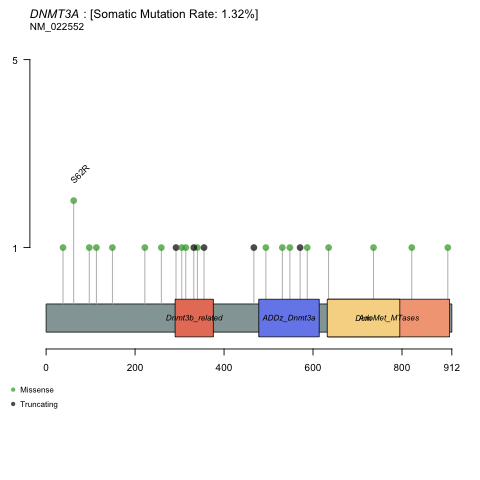 DNMT3A : [Somatic Mutation Rate: 1.32%]
NM_022552
5
S62R
1
Dnmt3b_related ADDz_Dnmt3a AdoMet_MTases
0 200 400 600 800 912
Missense
Truncating